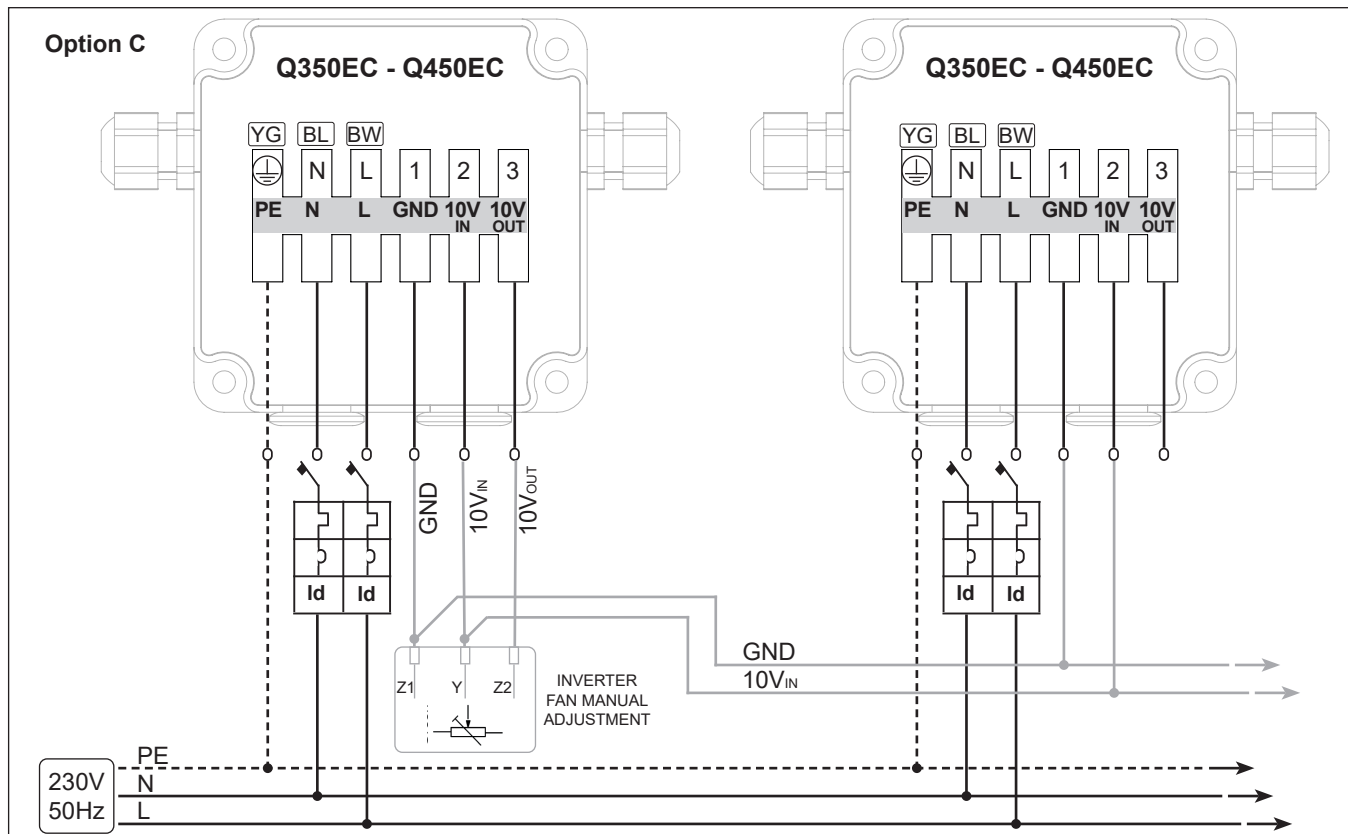 Option C
Q350EC - Q450EC
YG BL BW
N L 1 2 3
PE N L GND 10V IN 10V OUT
GND
10VIN
10VOUT
Id Id
Z1 Y Z2
INVERTER
FAN MANUAL
ADJUSTMENT
Q350EC - Q450EC
YG BL BW
N L 1 2 3
PE N L GND 10V IN 10V OUT
Id Id
GND
10VIN
230V
50Hz
PE
N
L